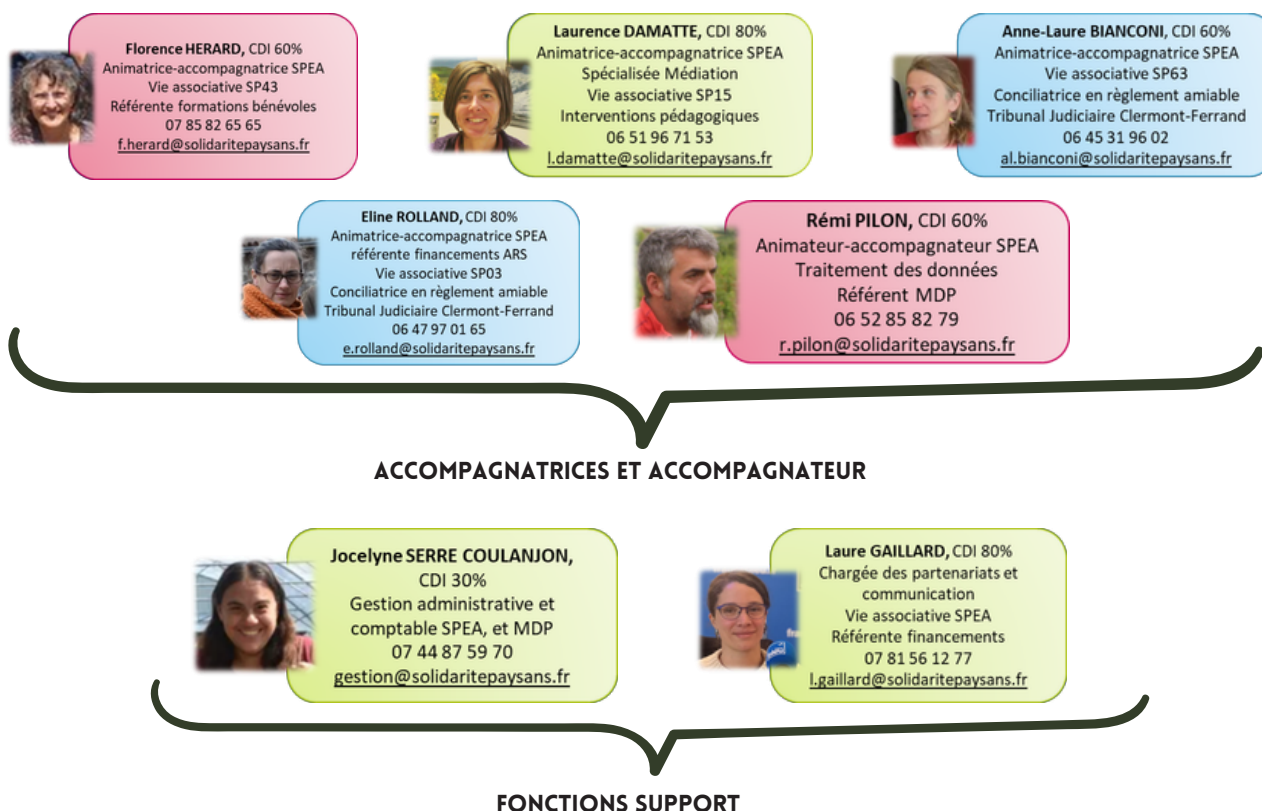 Florence HERARD, CDI 60%
Animatrice-accompagnatrice SPEA
Vie associative SP43
Référente formations bénévoles
07 85 82 65 65
f.herard@solidaritepaysans.fr
Laurence DAMATTE, CDI 80%
Animatrice-accompagnatrice SPEA
Spécialisée Médiation
Vie associative SP15
Interventions pédagogiques
06 51 96 71 53
l.damatte@solidaritepaysans.fr
Anne-Laure BIANCONI, CDI 60%
Animatrice-accompagnatrice SPEA
Vie associative SP63
Conciliatrice en règlement amiable
Tribunal Judiciaire Clermont-Ferrand
06 45 31 96 02
al.bianconi@solidaritepaysans.fr
Eline ROLLAND, CDI 80%
Animatrice-accompagnatrice SPEA
référente financements ARS
Vie associative SP03
Conciliatrice en règlement amiable
Tribunal Judiciaire Clermont-Ferrand
06 47 97 01 65
e.rolland@solidaritepaysans.fr
Rémi PILON, CDI 60%
Animateur-accompagnateur SPEA
Traitement des données
Référent MDP
06 52 85 82 79
r.pilon@solidaritepaysans.fr
ACCOMPAGNATRICES ET ACCOMPAGNATEUR
Jocelyne SERRE COULANJON,
CDI 30%
Gestion administrative et
comptable SPEA, et MDP
07 44 87 59 70
gestion@solidaritepaysans.fr
Laure GAILLARD, CDI 80%
Chargée des partenariats et
communication
Vie associative SPEA
Référente financements
07 81 56 12 77
l.gaillard@solidaritepaysans.fr
FONCTIONS SUPPORT